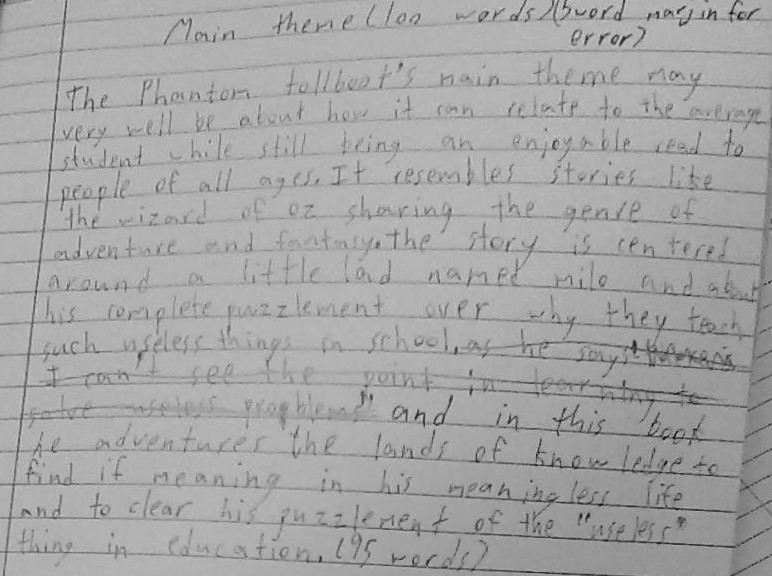 Main theme (100 words) (5 word margin for
error)
The Phantom tollboot's main theme may
very well be about how it can relate to the average
student while still being an enjoyable read to
people of all ages. It resembles stories like
the wizard of oz sharing the genre of
adventure and fantasy. the story is centered
around a little lad named milo and about
his complete puzzlement over why they teach
such useless things in school, as he says
I can't see the point in learning to
solve useless progblems" and in this book
he adventures the lands of knowledge to
find if meaning in his meaningless life
and to clear his puzzlement of the "useless"
thing in education. (95 words)